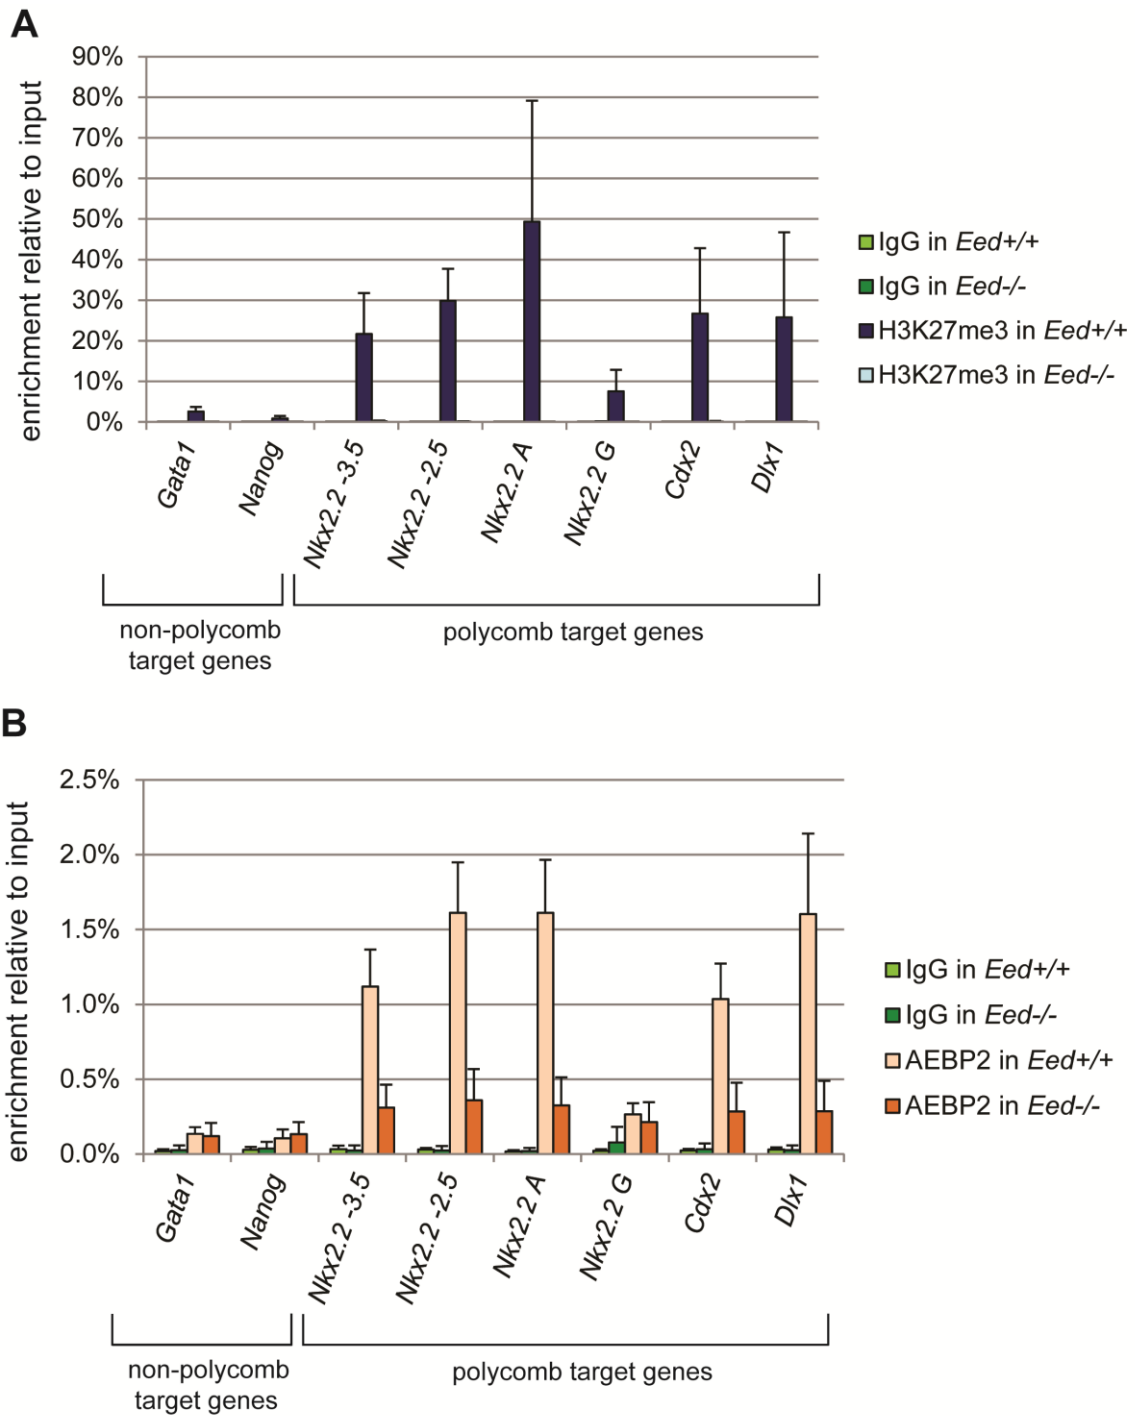 A
enrichment relative to input
90%
80%
70%
60%
50%
40%
30%
20%
10%
0%
Gata1
Nanog
Nkx2.2 -3.5
Nkx2.2 -2.5
Nkx2.2 A
Nkx2.2 G
Cdx2
Dlx1
non-polycomb
target genes
polycomb target genes
IgG in Eed+/+
IgG in Eed-/-
H3K27me3 in Eed+/+
H3K27me3 in Eed-/-
B
enrichment relative to input
2.5%
2.0%
1.5%
1.0%
0.5%
0.0%
Gata1
Nanog
Nkx2.2 -3.5
Nkx2.2 -2.5
Nkx2.2 A
Nkx2.2 G
Cdx2
Dlx1
non-polycomb
target genes
polycomb target genes
IgG in Eed+/+
IgG in Eed-/-
AEBP2 in Eed+/+
AEBP2 in Eed-/-